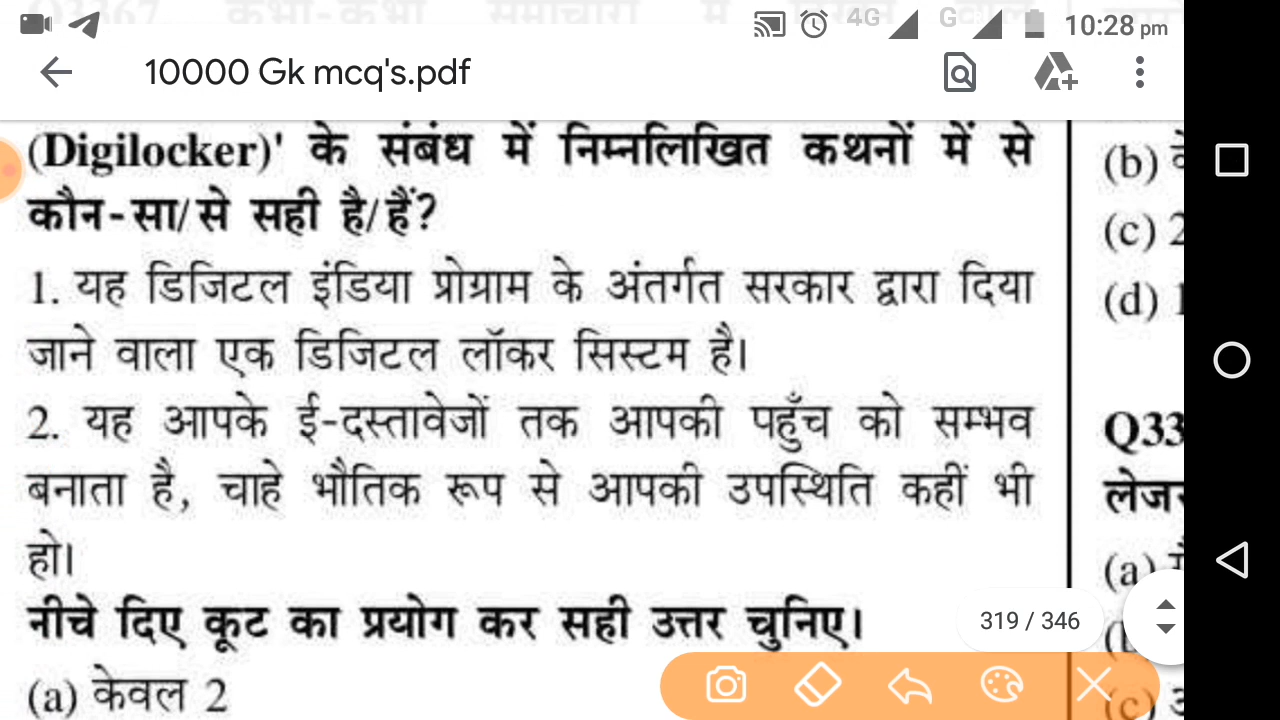 4G
G
10:28 pm
10000 Gk mcq's.pdf
(Digilocker)' के संबंध में निम्नलिखित कथनों में से
कौन-सा/से सही है/हैं?
1. यह डिजिटल इंडिया प्रोग्राम के अंतर्गत सरकार द्वारा दिया
जाने वाला एक डिजिटल लॉकर सिस्टम है।
2. यह आपके ई-दस्तावेजों तक आपकी पहुँच को सम्भव
बनाता है, चाहे भौतिक रूप से आपकी उपस्थिति कहीं भी
हो।
नीचे दिए कूट का प्रयोग कर सही उत्तर चुनिए।
(a) केवल 2
319 / 346
(b)
(c) 2
(d)
Q33
(a)
(c)